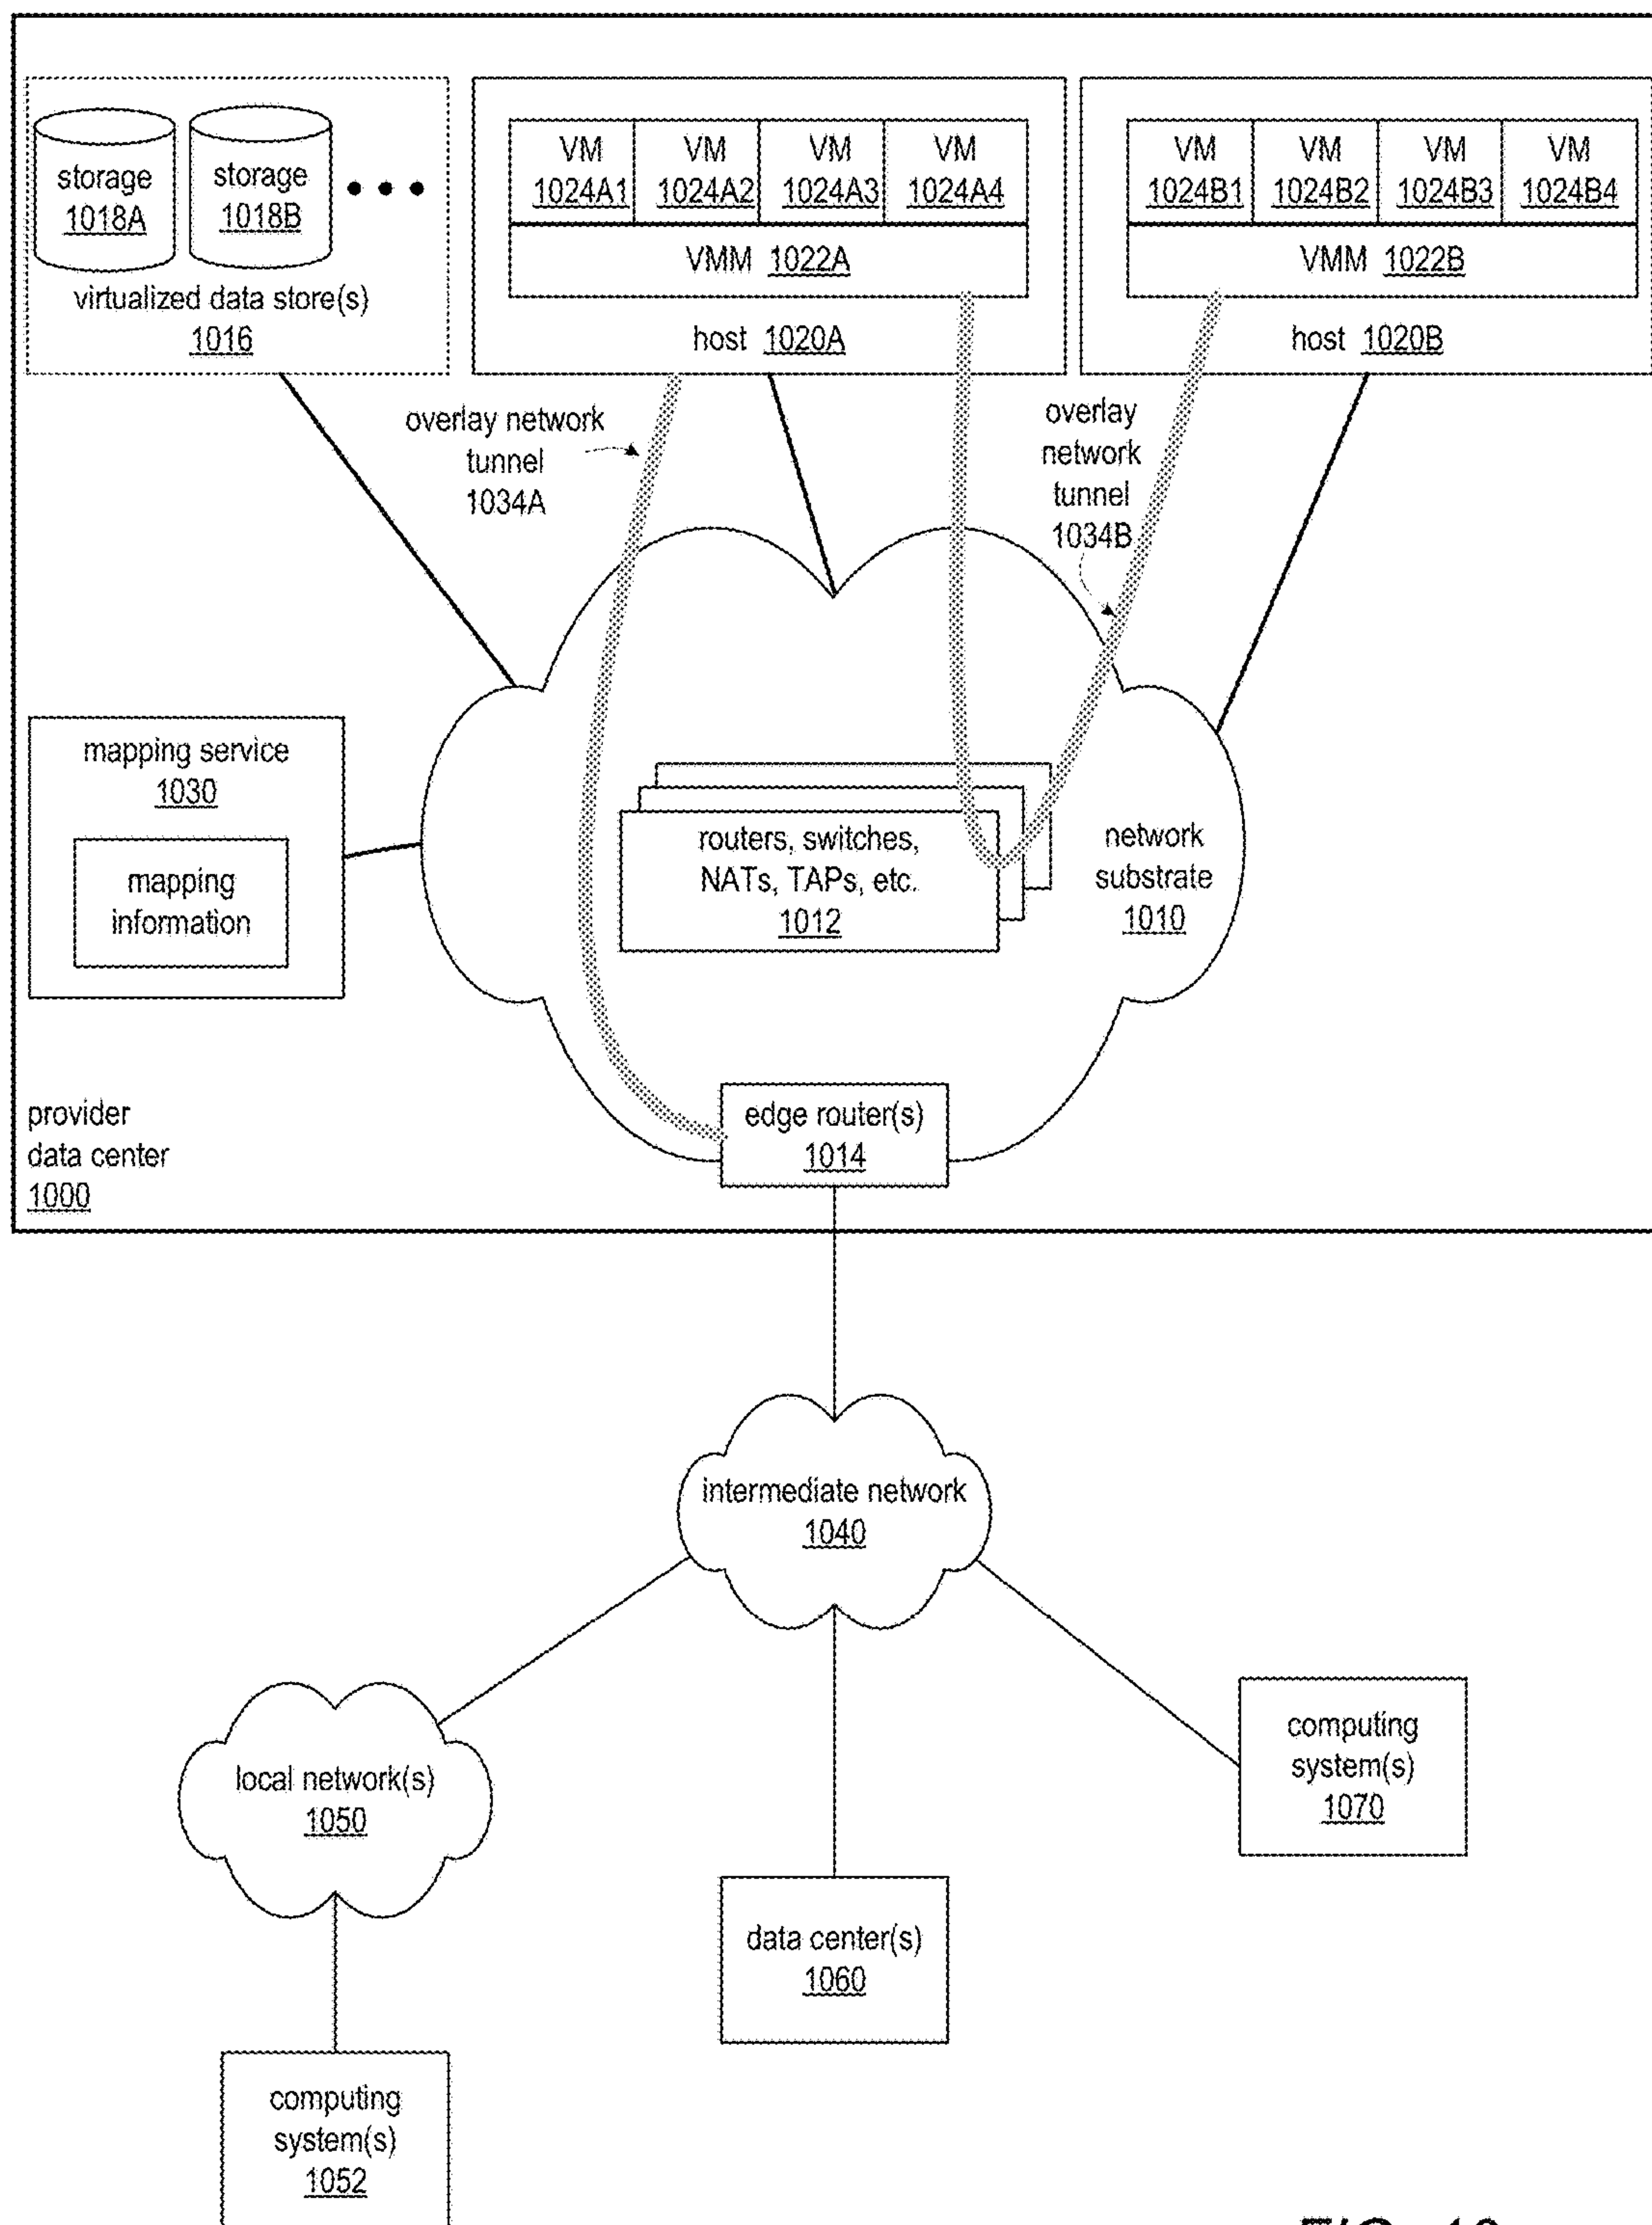 storage
1018A
storage
1018B
virtualized data store(s)
1016
VM
1024A1
VM
1024A2
VM
1024A3
VM
1024A4
VMM 1022A
host 1020A
VM
1024B1
VM
1024B2
VM
1024B3
VM
1024B4
VMM 1022B
host 1020B
overlay network
tunnel
1034A
overlay
network
tunnel
1034B
mapping service
1030
mapping
information
routers, switches,
NATs, TAPs, etc.
1012
network
substrate
1010
edge router(s)
1014
provider
data center
1000
intermediate network
1040
local network(s)
1050
computing
system(s)
1070
data center(s)
1060
computing
system(s)
1052